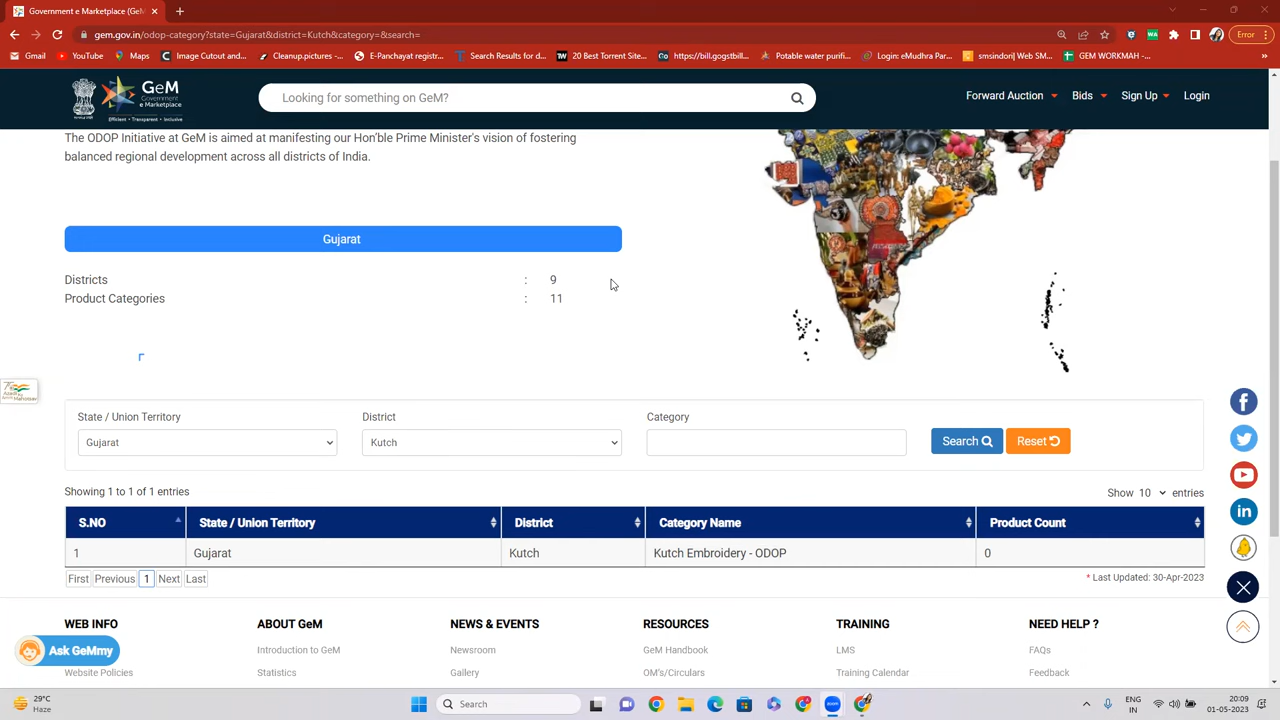 Government e Marketplace (GeM
gem.gov.in/odop-category?state=Gujarat&district=Kutch&category=&search=
Error
Gmail
YouTube
Maps
Image Cutout and...
Cleanup.pictures -...
E-Panchayat registr...
Search Results for d...
20 Best Torrent Site...
https://bill.gogstbill...
Potable water purifi...
Login: eMudhra Par...
smsindori| Web SM...
GEM WORKMAH -...
GeM
Government
e Marketplace
Efficient • Transparent • Inclusive
Looking for something on GeM?
Forward Auction
Bids
Sign Up
Login
The ODOP Initiative at GeM is aimed at manifesting our Hon'ble Prime Minister's vision of fostering
balanced regional development across all districts of India.
Gujarat
Districts : 9
Product Categories : 11
State / Union Territory
District
Category
Gujarat
Kutch
Search
Reset
Showing 1 to 1 of 1 entries
Show 10 entries
S.NO State / Union Territory District Category Name Product Count
1 Gujarat Kutch Kutch Embroidery - ODOP 0
First Previous 1 Next Last
* Last Updated: 30-Apr-2023
WEB INFO
ABOUT GeM
NEWS & EVENTS
RESOURCES
TRAINING
NEED HELP ?
Ask GeMmy
Introduction to GeM
Newsroom
GeM Handbook
LMS
FAQs
Website Policies
Statistics
Gallery
OM's/Circulars
Training Calendar
Feedback
29°C
Haze
Search
zoom
ENG
IN
20:09
01-05-2023